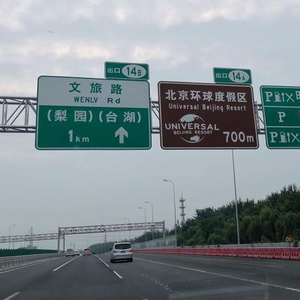 出口 14B
文旅路
WENLV Rd
(梨园)(台湖)
1km
出口 14A
北京环球度假区
Universal Beijing Resort
UNIVERSAL
BEIJING RESORT
700m
P
P
P